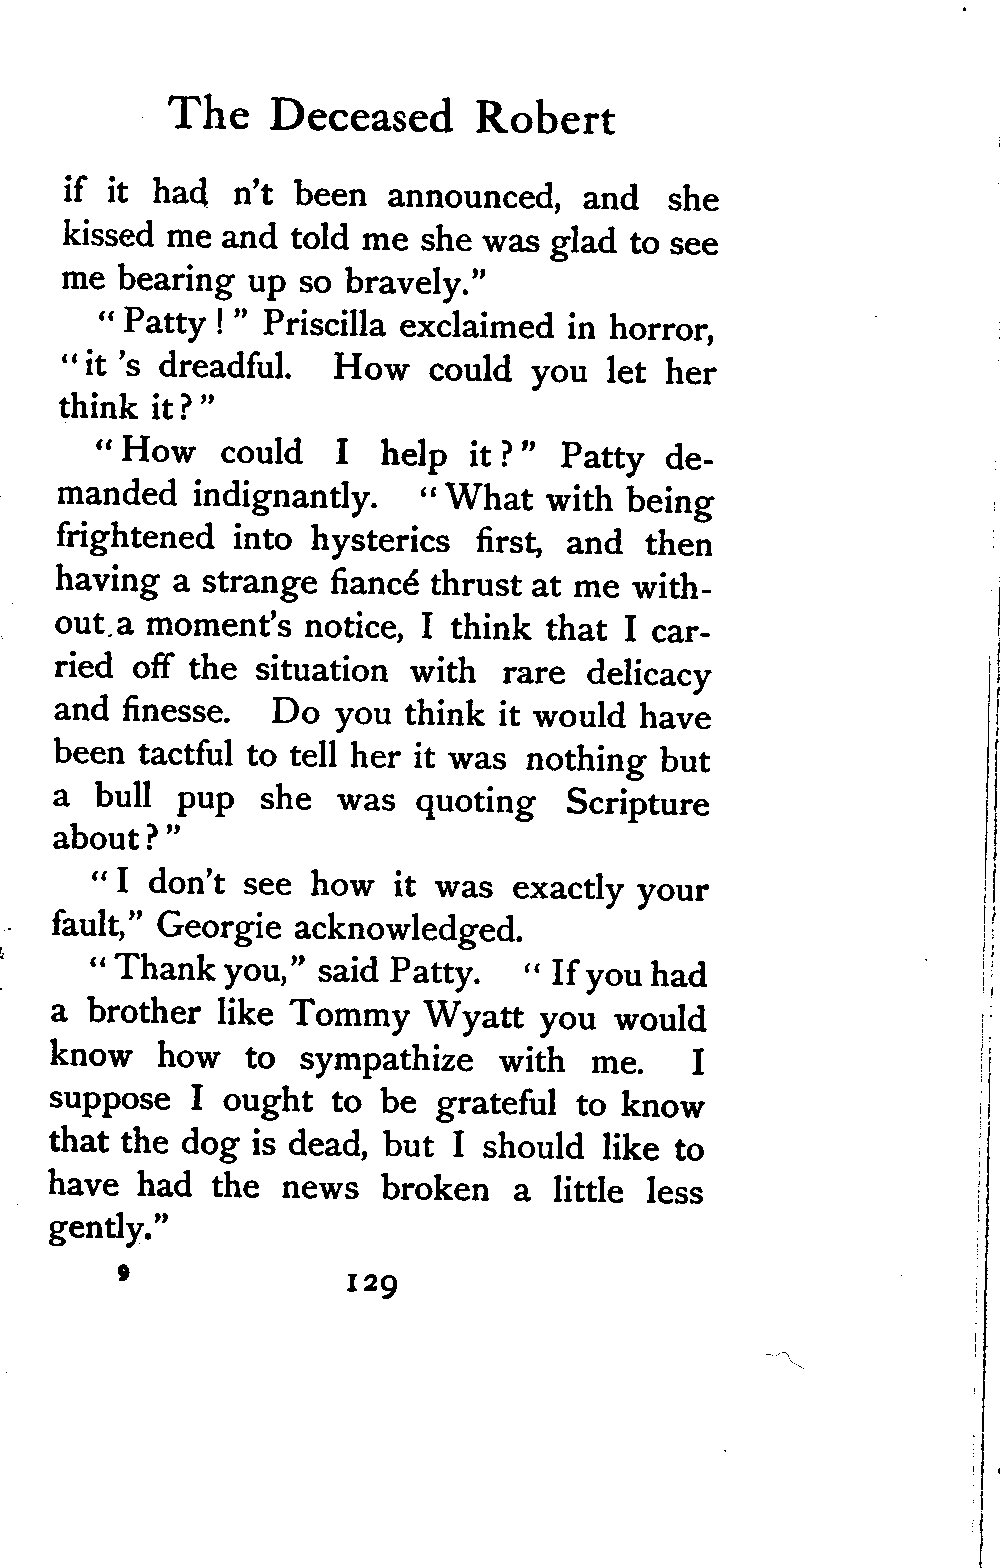 The Deceased Robert
if it had n't been announced, and she
kissed me and told me she was glad to see
me bearing up so bravely."
"Patty!" Priscilla exclaimed in horror,
"it 's dreadful. How could you let her
think it?"
"How could I help it?" Patty de-
manded indignantly. "What with being
frightened into hysterics first, and then
having a strange fiancé thrust at me with-
out a moment's notice, I think that I car-
ried off the situation with rare delicacy
and finesse. Do you think it would have
been tactful to tell her it was nothing but
a bull pup she was quoting Scripture
about?"
"I don't see how it was exactly your
fault," Georgie acknowledged.
"Thank you," said Patty. "If you had
a brother like Tommy Wyatt you would
know how to sympathize with me. I
suppose I ought to be grateful to know
that the dog is dead, but I should like to
have had the news broken a little less
gently."
9 129